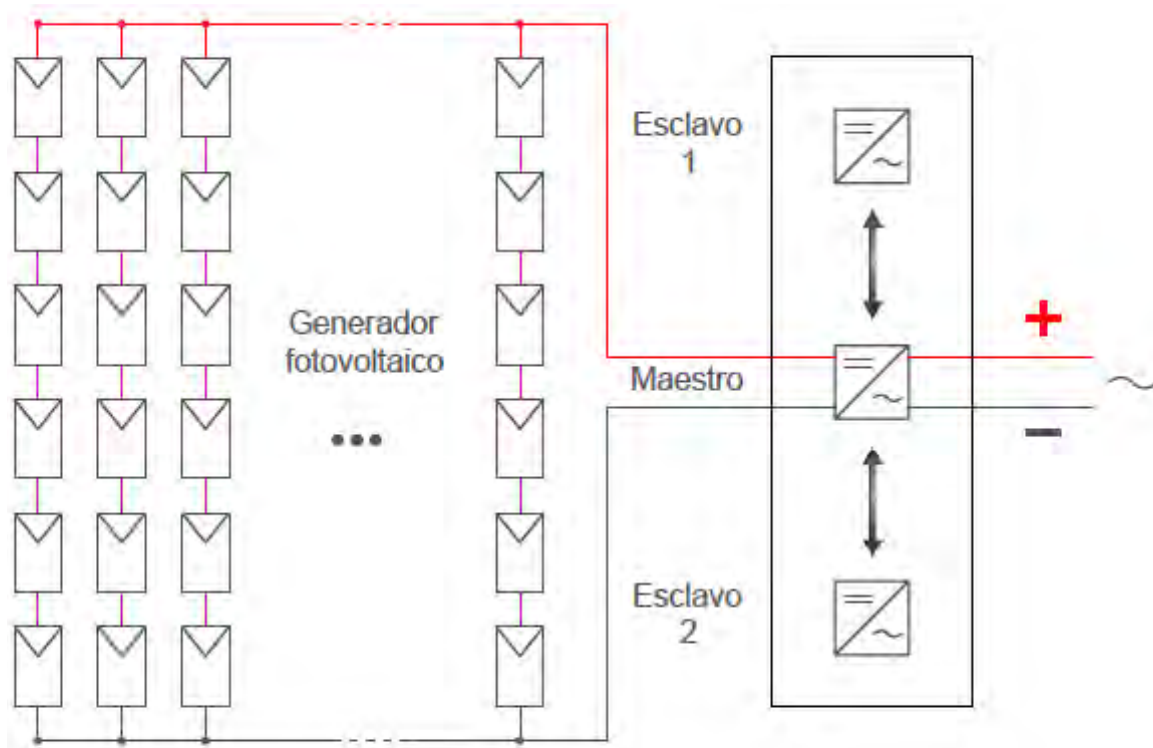 Esclavo
1
Generador
fotovoltaico
Maestro
+
−
Esclavo
2